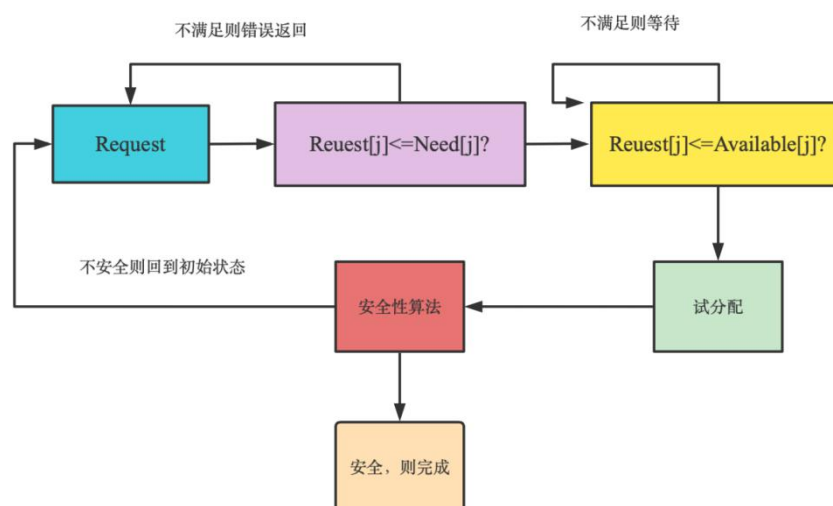 不满足则错误返回
不满足则等待
Request
Reuest[j]<=Need[j]?
Reuest[j]<=Available[j]?
不安全则回到初始状态
安全性算法
试分配
安全，则完成